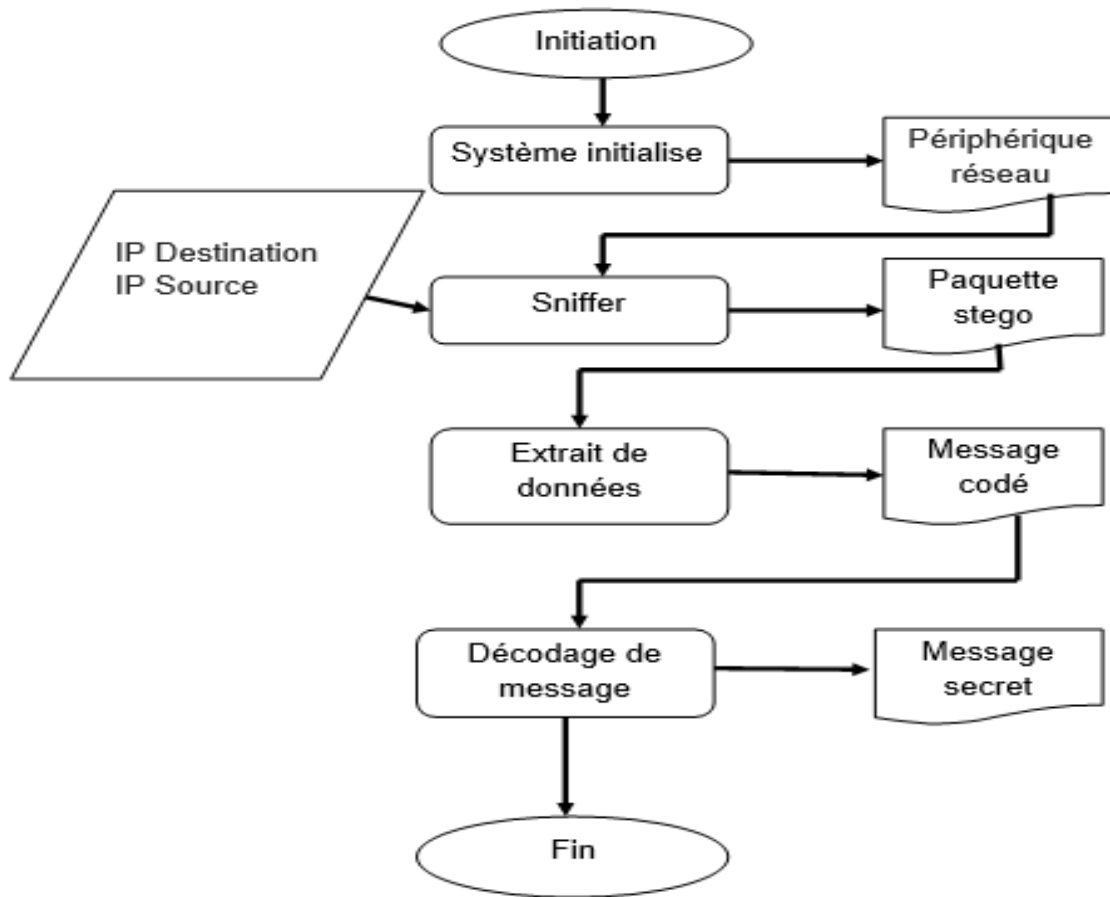 Initiation
Système initialise
Périphérique
réseau
IP Destination
IP Source
Sniffer
Paquette
stego
Extrait de
données
Message
codé
Décodage de
message
Message
secret
Fin